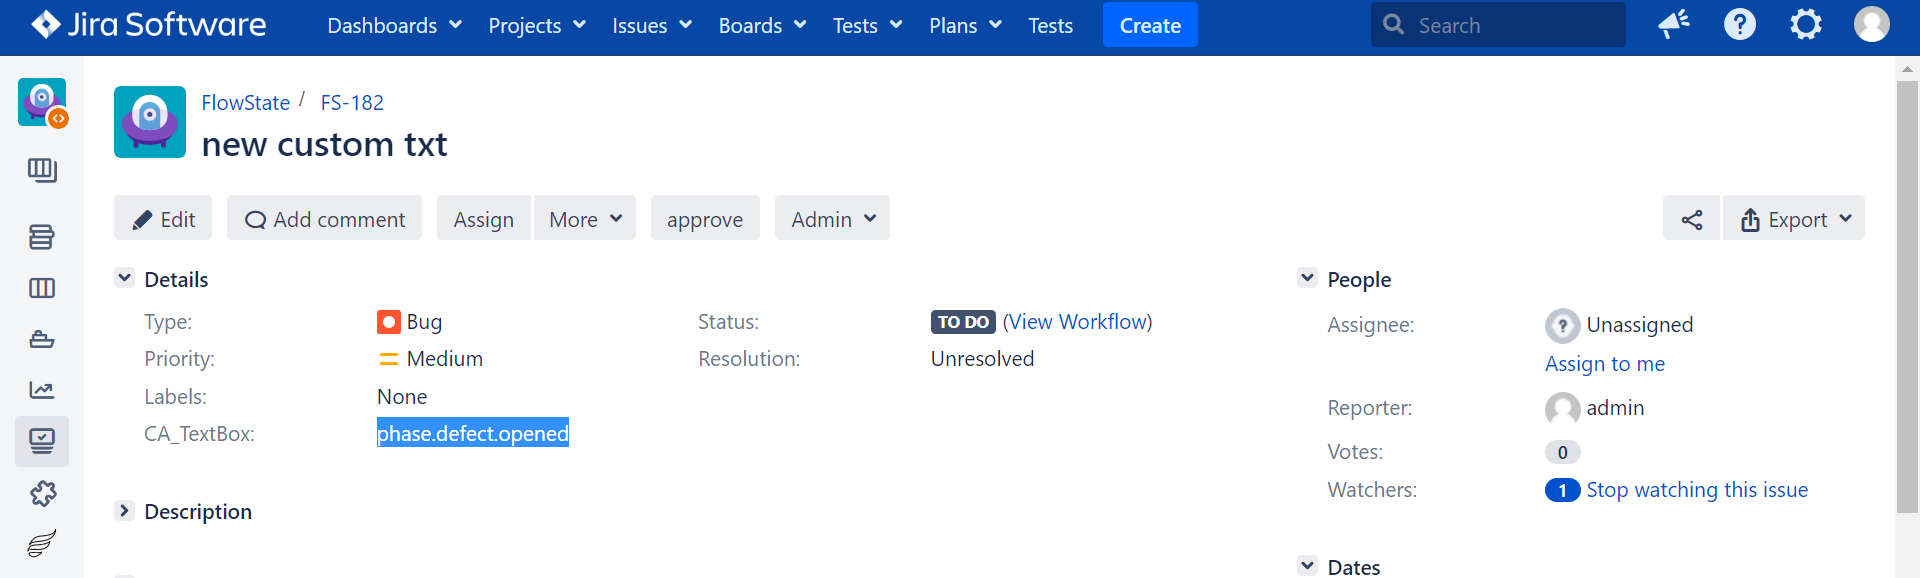 Jira Software Dashboards Projects Issues Boards Tests Plans Tests Create Search
FlowState / FS-182
new custom txt
Edit Add comment Assign More approve Admin Export
Details
Type: Bug Status: TO DO (View Workflow)
Priority: Medium Resolution: Unresolved
Labels: None
CA_TextBox: phase.defect.opened
Description
People
Assignee: Unassigned
Assign to me
Reporter: admin
Votes: 0
Watchers: 1 Stop watching this issue
Dates